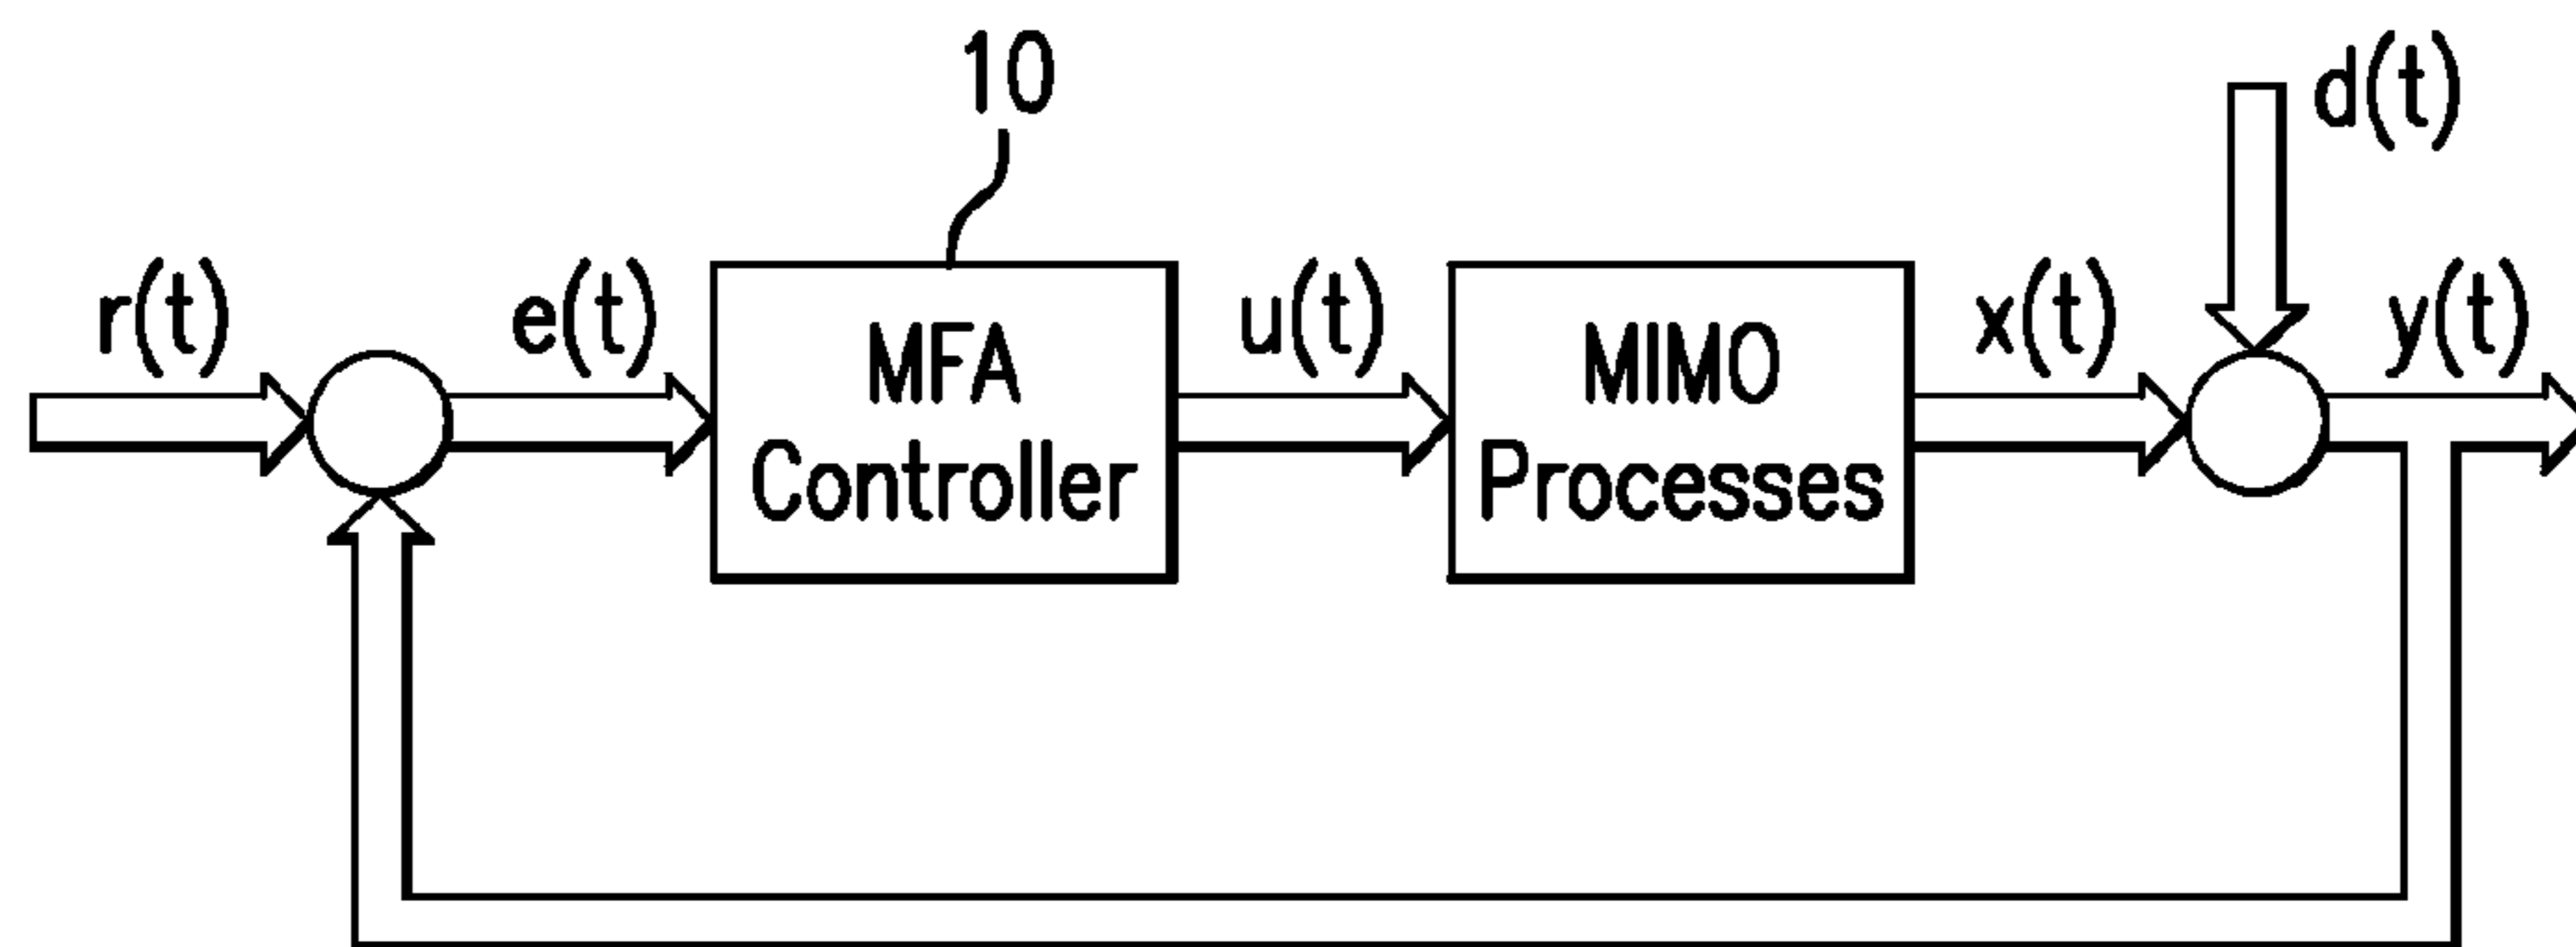 10
d(t)
r(t)
e(t)
u(t)
x(t)
y(t)
MFA
Controller
MIMO
Processes